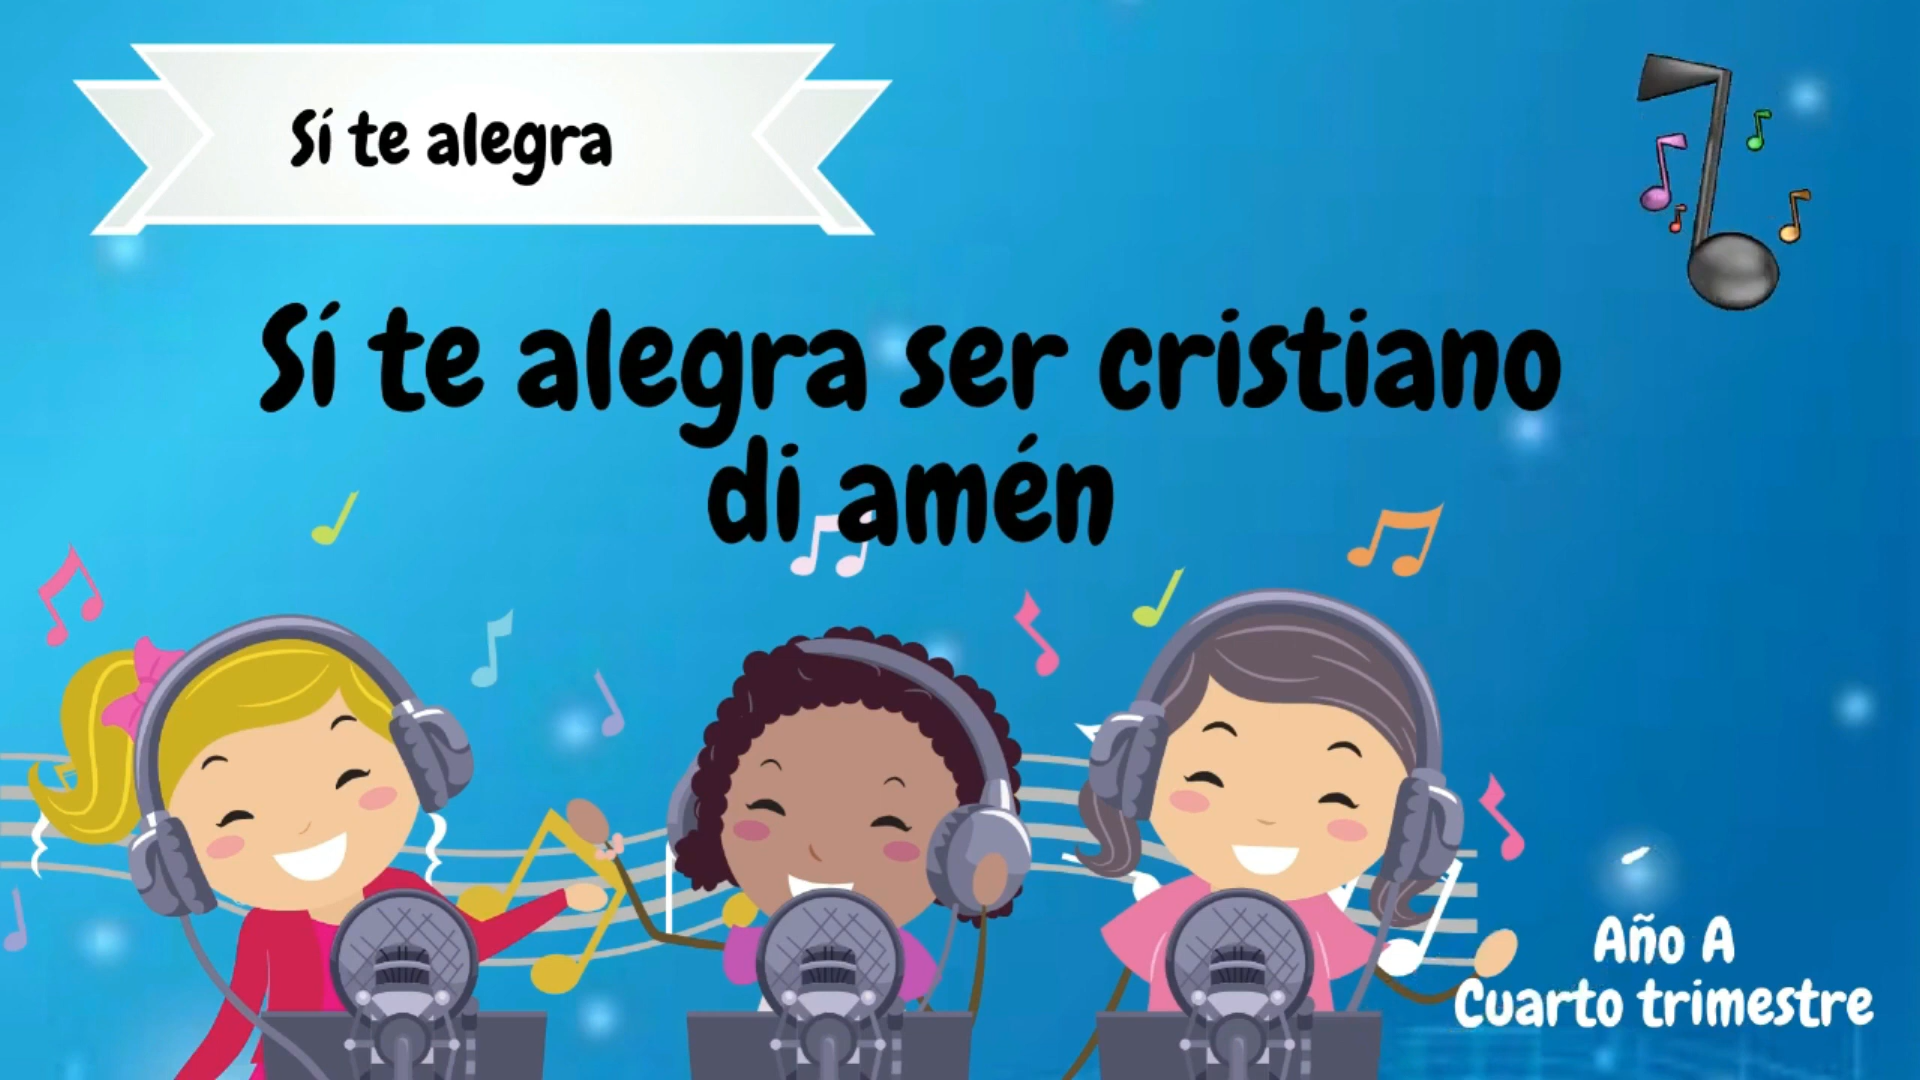 Sí te alegra
Sí te alegra ser cristiano
di amén
Año A
Cuarto trimestre